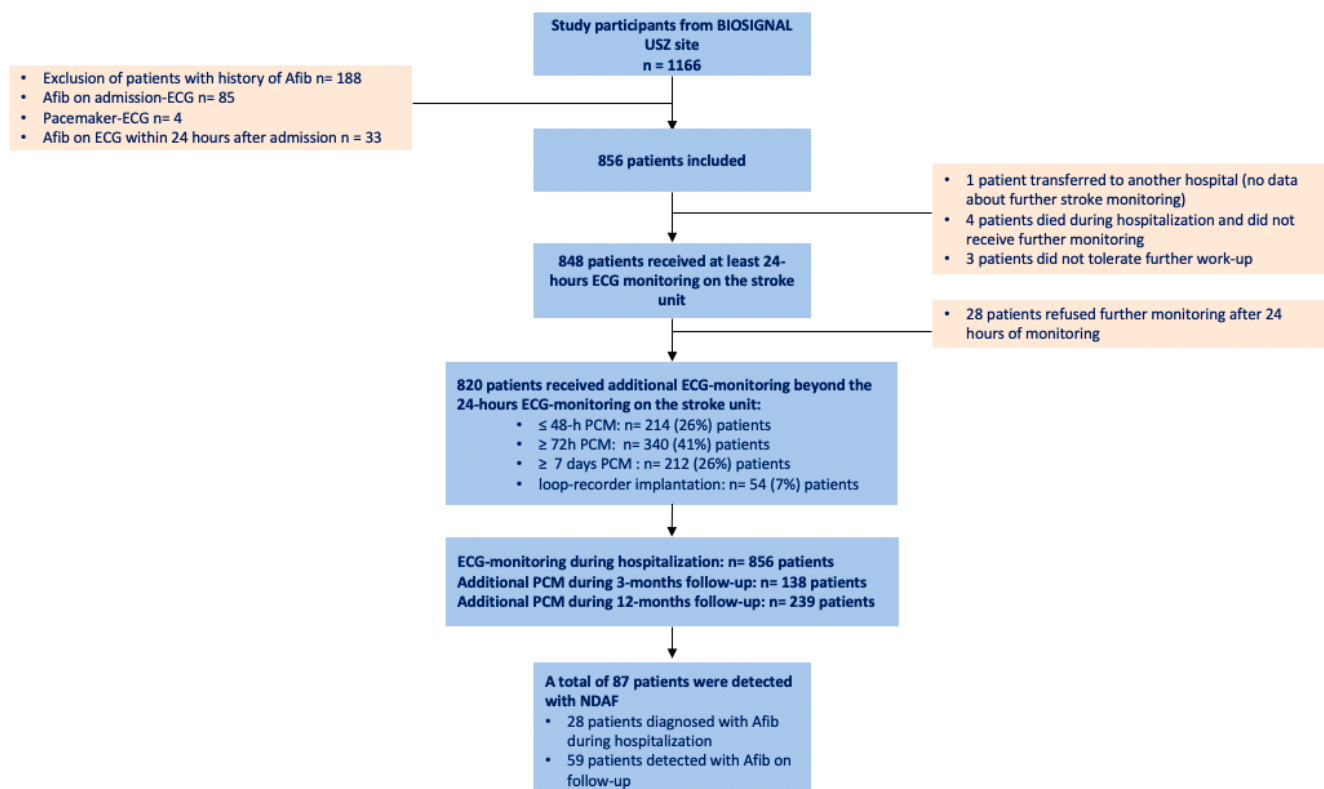 Study participants from BIOSIGNAL
USZ site
n = 1166
• Exclusion of patients with history of Afib n= 188
• Afib on admission-ECG n= 85
• Pacemaker-ECG n= 4
• Afib on ECG within 24 hours after admission n = 33
856 patients included
• 1 patient transferred to another hospital (no data
about further stroke monitoring)
• 4 patients died during hospitalization and did not
receive further monitoring
• 3 patients did not tolerate further work-up
848 patients received at least 24-
hours ECG monitoring on the stroke
unit
• 28 patients refused further monitoring after 24
hours of monitoring
820 patients received additional ECG-monitoring beyond the
24-hours ECG-monitoring on the stroke unit:
• ≤ 48-h PCM: n= 214 (26%) patients
• ≥ 72h PCM: n= 340 (41%) patients
• ≥ 7 days PCM : n= 212 (26%) patients
• loop-recorder implantation: n= 54 (7%) patients
ECG-monitoring during hospitalization: n= 856 patients
Additional PCM during 3-months follow-up: n= 138 patients
Additional PCM during 12-months follow-up: n= 239 patients
A total of 87 patients were detected
with NDAF
• 28 patients diagnosed with Afib
during hospitalization
• 59 patients detected with Afib on
follow-up